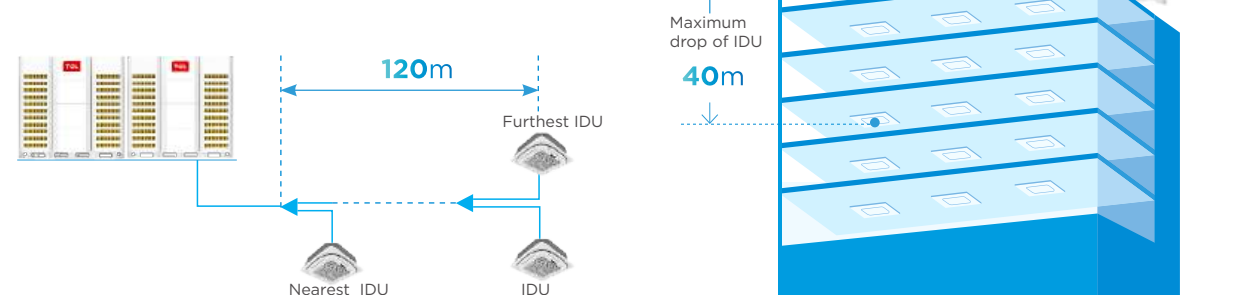 TCL
TCL
120m
Furthest IDU
Nearest IDU
IDU
Maximum
drop of IDU
40m